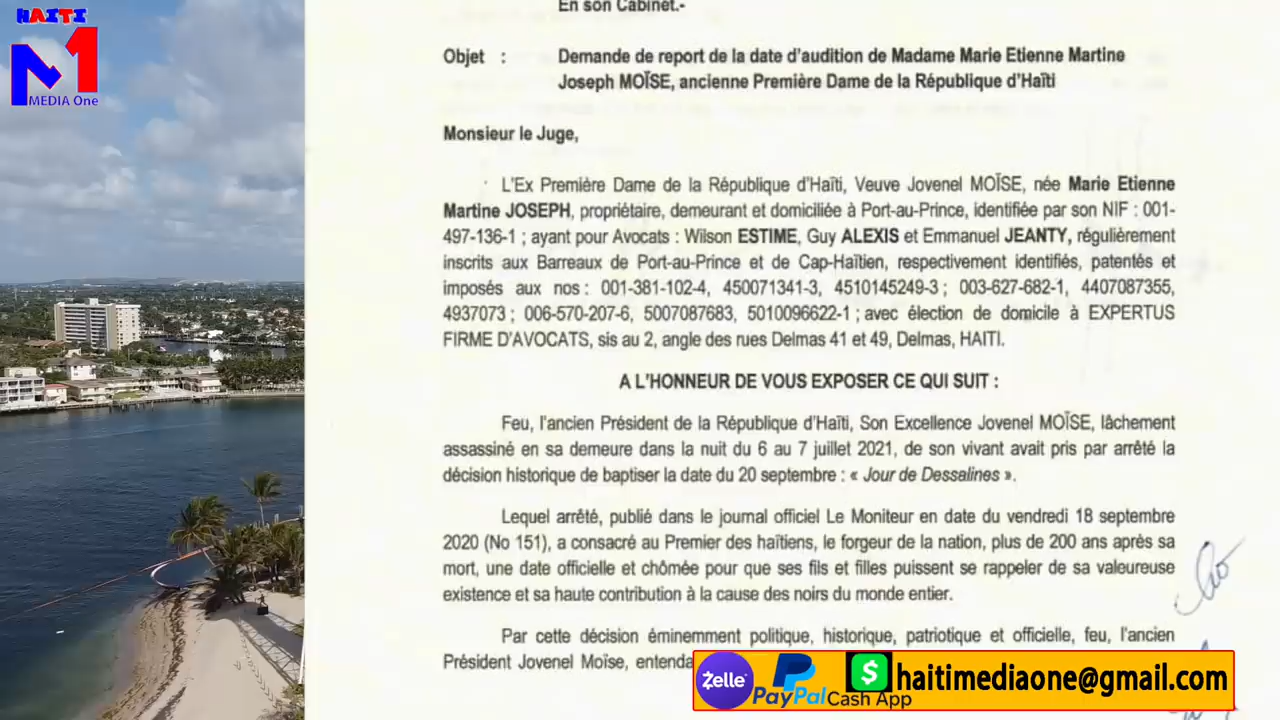 HAITI
M1
MEDIA One
En son Cabinet.-
Objet : Demande de report de la date d'audition de Madame Marie Etienne Martine
Joseph MOÏSE, ancienne Première Dame de la République d'Haïti
Monsieur le Juge,
L'Ex Première Dame de la République d'Haïti, Veuve Jovenel MOÏSE, née Marie Etienne
Martine JOSEPH, propriétaire, demeurant et domiciliée à Port-au-Prince, identifiée par son NIF : 001-
497-136-1 ; ayant pour Avocats : Wilson ESTIME, Guy ALEXIS et Emmanuel JEANTY, régulièrement
inscrits aux Barreaux de Port-au-Prince et de Cap-Haïtien, respectivement identifiés, patentés et
imposés aux nos : 001-381-102-4, 450071341-3, 4510145249-3 ; 003-627-682-1, 4407087355,
4937073 ; 006-570-207-6, 5007087683, 5010096622-1 ; avec élection de domicile à EXPERTUS
FIRME D'AVOCATS, sis au 2, angle des rues Delmas 41 et 49, Delmas, HAITI.
A L'HONNEUR DE VOUS EXPOSER CE QUI SUIT :
Feu, l'ancien Président de la République d'Haïti, Son Excellence Jovenel MOÏSE, lâchement
assassiné en sa demeure dans la nuit du 6 au 7 juillet 2021, de son vivant avait pris par arrêté la
décision historique de baptiser la date du 20 septembre : « Jour de Dessalines ».
Lequel arrêté, publié dans le journal officiel Le Moniteur en date du vendredi 18 septembre
2020 (No 151), a consacré au Premier des haïtiens, le forgeur de la nation, plus de 200 ans après sa
mort, une date officielle et chômée pour que ses fils et filles puissent se rappeler de sa valeureuse
existence et sa haute contribution à la cause des noirs du monde entier.
Par cette décision éminemment politique, historique, patriotique et officielle, feu, l'ancien
Président Jovenel Moïse, entenda
Zelle PayPal $ Cash App haitimediaone@gmail.com